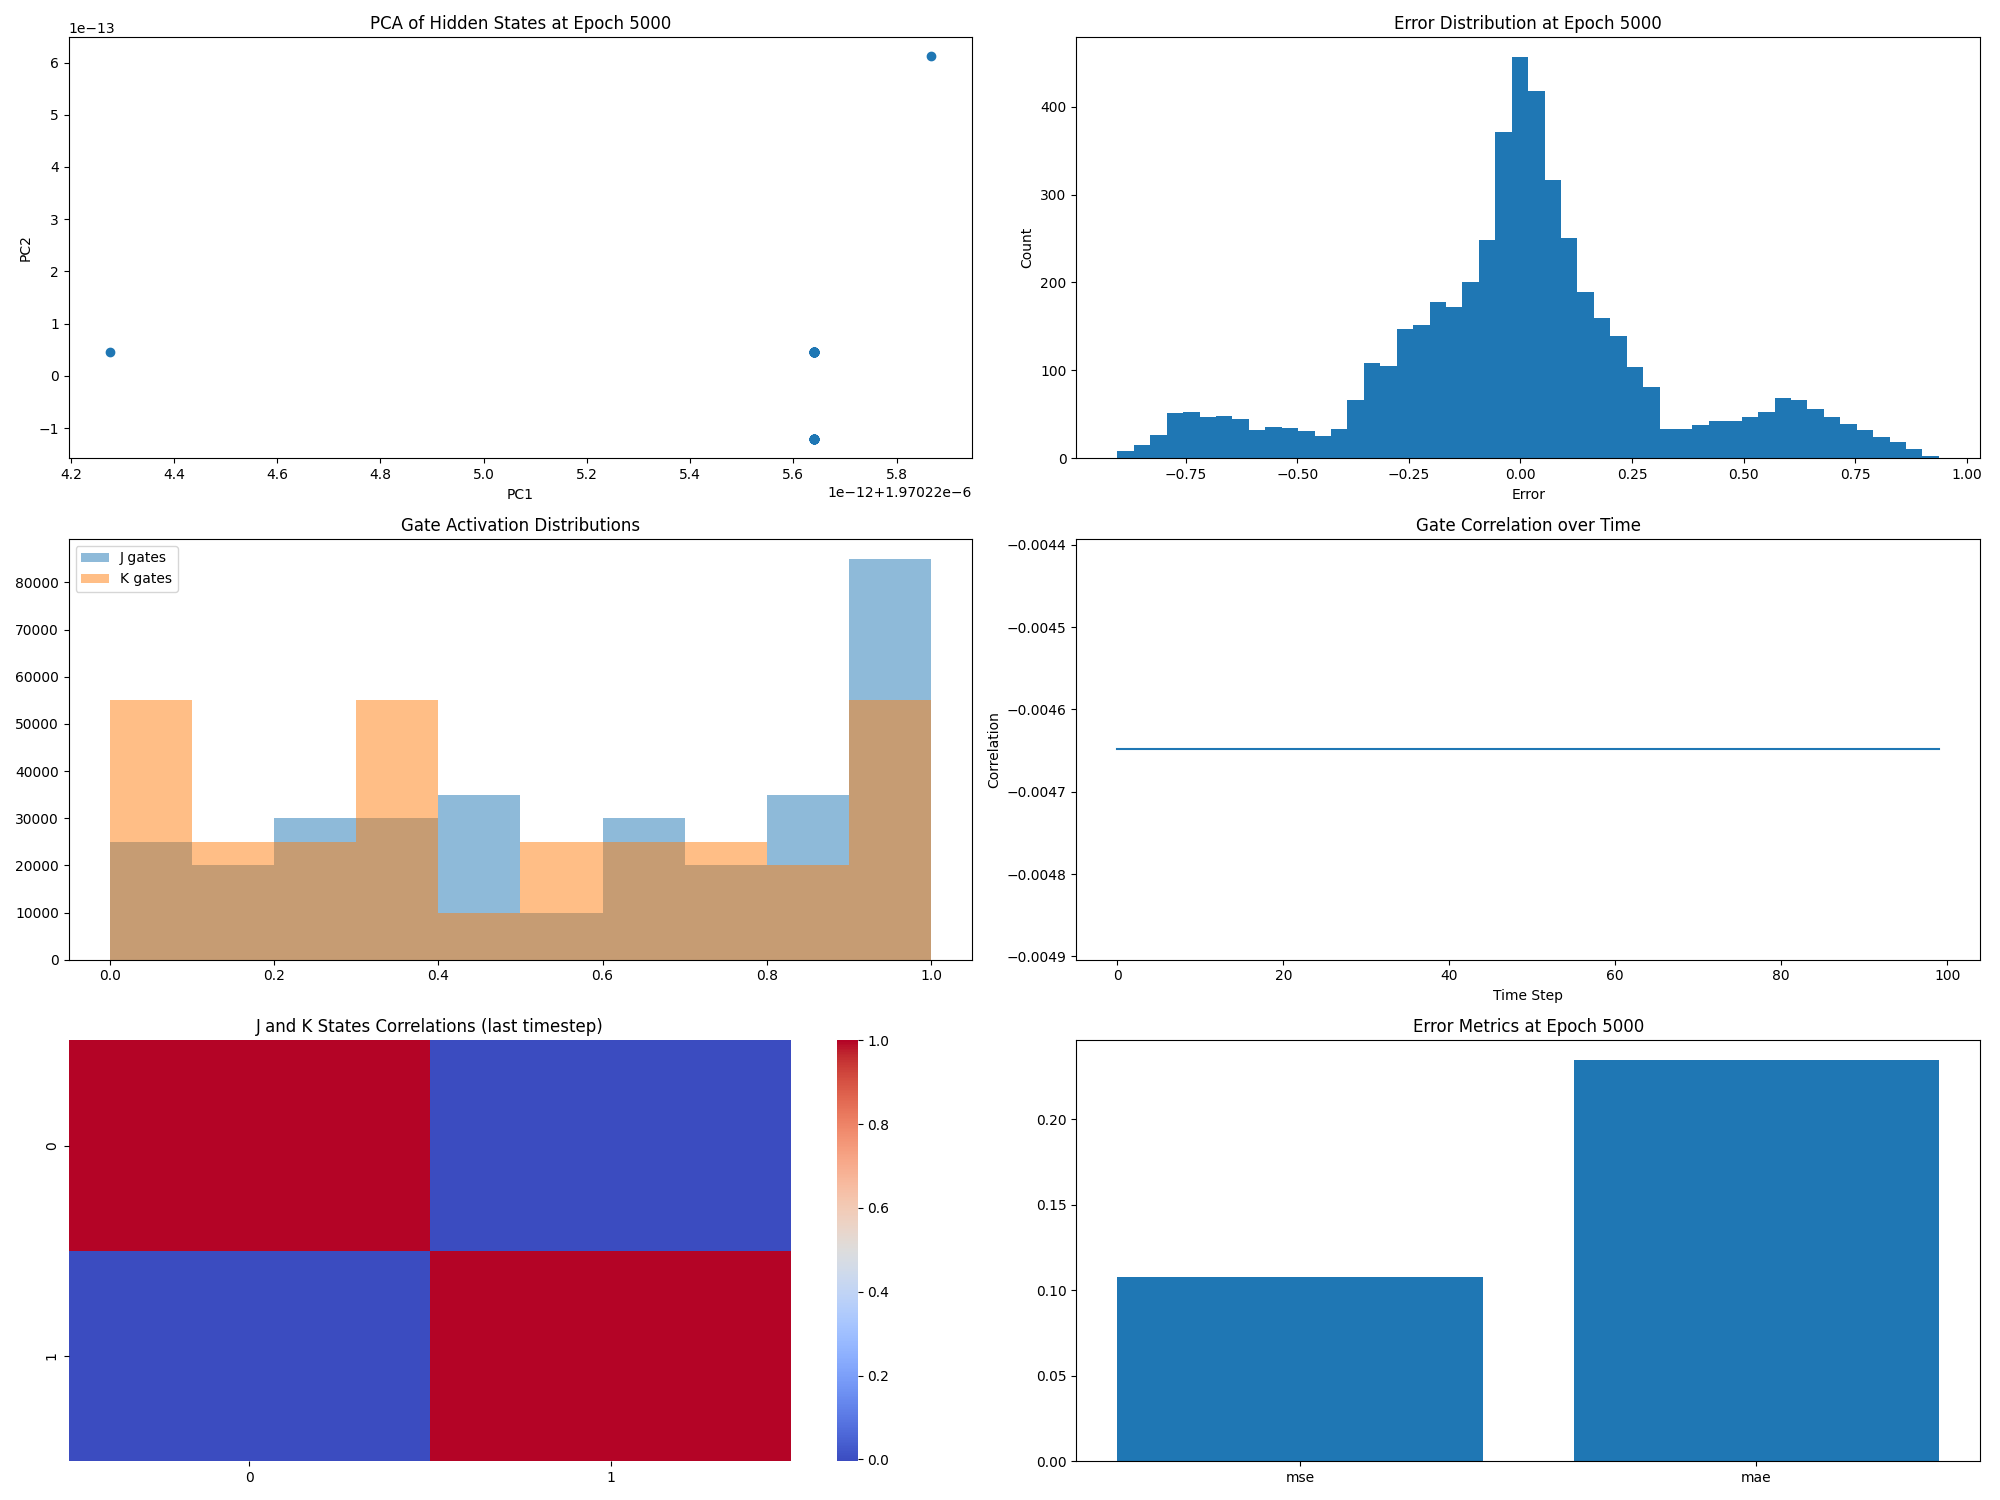 PCA of Hidden States at Epoch 5000
1e−13
6
5
4
3
2
1
0
−1
PC2
4.2 4.4 4.6 4.8 5.0 5.2 5.4 5.6 5.8
PC1
1e−12+1.97022e−6
Error Distribution at Epoch 5000
400
300
200
100
0
Count
−0.75 −0.50 −0.25 0.00 0.25 0.50 0.75 1.00
Error
Gate Activation Distributions
J gates
K gates
80000
70000
60000
50000
40000
30000
20000
10000
0
0.0 0.2 0.4 0.6 0.8 1.0
Gate Correlation over Time
−0.0044
−0.0045
−0.0046
−0.0047
−0.0048
−0.0049
Correlation
0 20 40 60 80 100
Time Step
J and K States Correlations (last timestep)
0
1
0 1
1.0
0.8
0.6
0.4
0.2
0.0
Error Metrics at Epoch 5000
0.20
0.15
0.10
0.05
0.00
mse mae